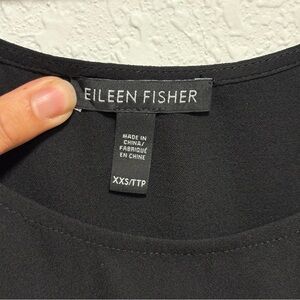 EILEEN FISHER
MADE IN
CHINA/
FABRIQUÉ
EN CHINE
XXS/TTP